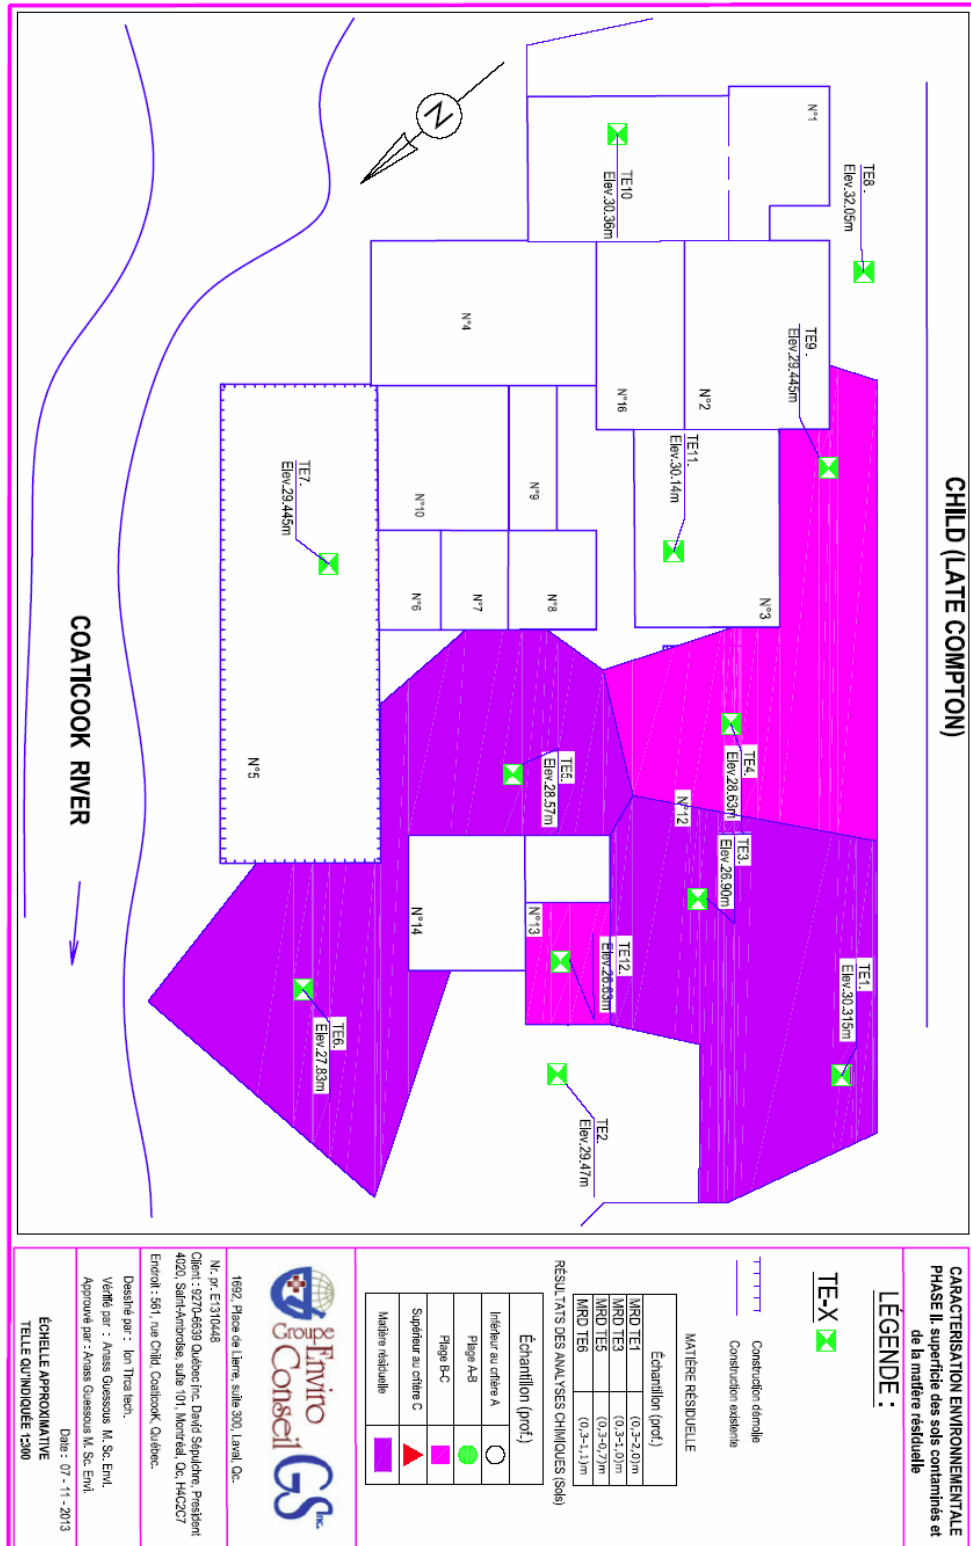 CHILD (LATE COMPTON)
N°1
TE8.
Elev.32.05m
TE10
Elev.30.36m
N°4
N°16
N°2
TE9.
Elev.29.445m
TE11.
Elev.30.14m
N°3
N°9
N°10
N°8
N°7
N°6
TE7.
Elev.29.445m
N°5
TE5.
Elev.28.57m
TE4.
Elev.28.63m
N°12
TE3.
Elev.26.90m
TE1.
Elev.30.315m
N°13
N°14
TE12.
Elev.26.63m
TE6.
Elev.27.83m
TE2.
Elev.29.47m
COATICOOK RIVER
N
CARACTÉRISATION ENVIRONNEMENTALE
PHASE II. superficie des sols contaminés et
de la matière résiduelle
LÉGENDE :
TE-X
Construction démolie
Construction existente
MATIÈRE RÉSIDUELLE
Échantillon (prof.)
MRD TE1 (0,3-2,0)m
MRD TE3 (0,3-1,0)m
MRD TE5 (0,3-0,7)m
MRD TE6 (0,3-1,1)m
RÉSULTATS DES ANALYSES CHIMIQUES (Sols)
Échantillon (prof.)
Inférieur au critère A
Plage A-B
Plage B-C
Supérieur au critère C
Matière résiduelle
Groupe Enviro Conseil GS Inc.
1692, Place de Lierre, suite 300, Laval, Qc.
Nr. pr. E1310448
Client : 9270-6639 Québec inc. David Sépulchre, President
4020, Saint-Ambroise, suite 101, Montréal, Qc, H4C2C7
Endroit : 561, rue Child, CoaticooK, Québec.
Dessiné par : Ion Tirca tech.
Vérifié par : Anass Guessous M. Sc. Envi.
Approuvé par : Anass Guessous M. Sc. Envi.
Date : 07 - 11 - 2013
ÉCHELLE APPROXIMATIVE
TELLE QU'INDIQUÉE 1:300